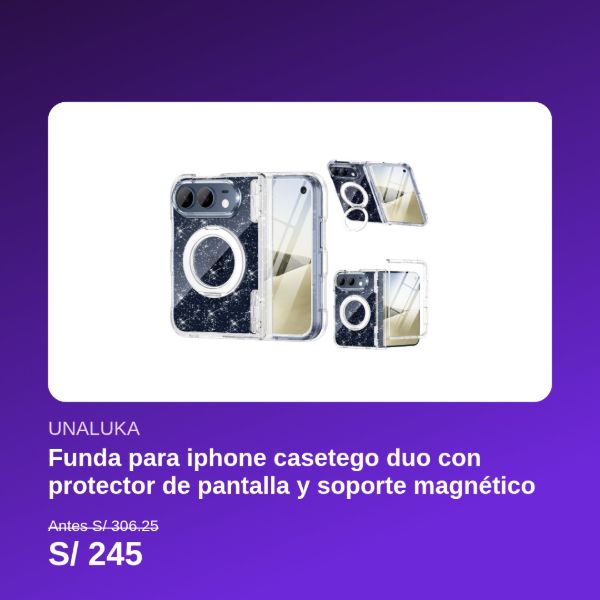 UNALUKA
Funda para iphone casetego duo con
protector de pantalla y soporte magnético
Antes S/ 306.25
S/ 245